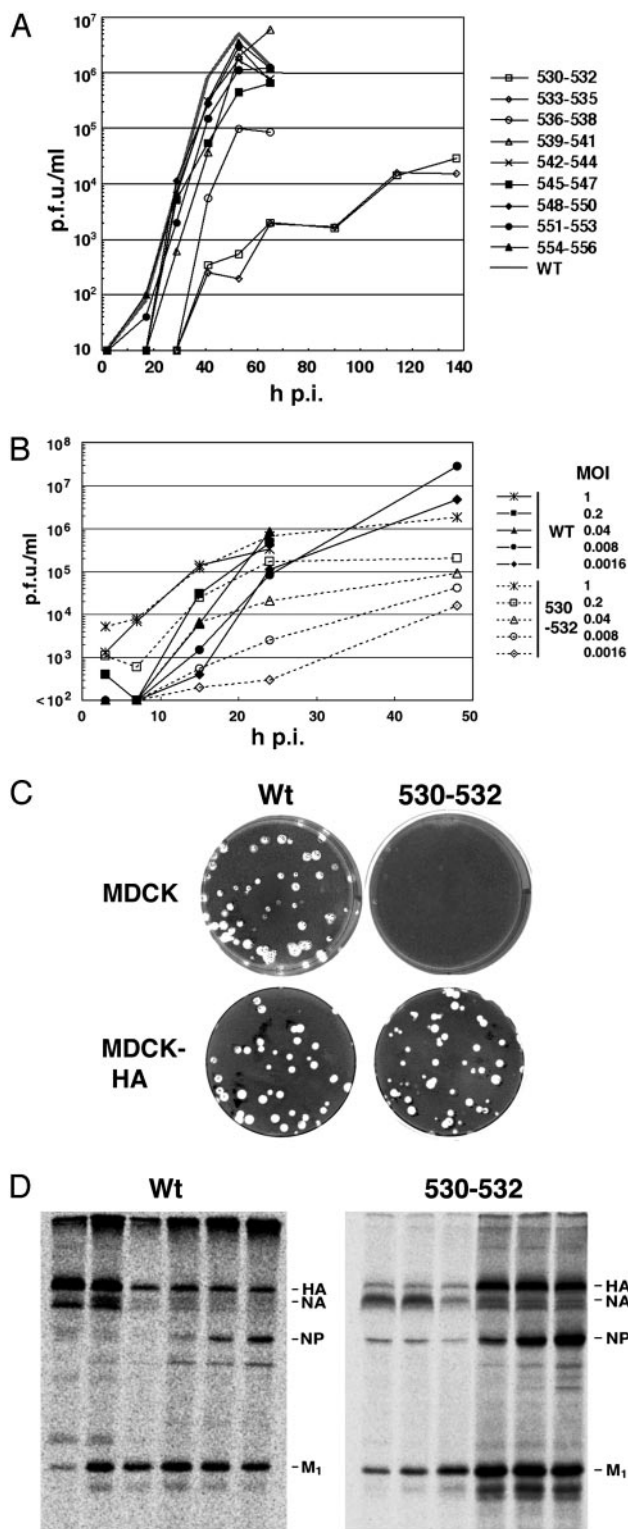 A
p.f.u./ml
10⁷
10⁶
10⁵
10⁴
10³
10²
10
0 20 40 60 80 100 120 140
h p.i.
530-532
533-535
536-538
539-541
542-544
545-547
548-550
551-553
554-556
WT
B
p.f.u./ml
10⁸
10⁷
10⁶
10⁵
10⁴
10³
<10²
0 10 20 30 40 50
h p.i.
MOI
WT
1
0.2
0.04
0.008
0.0016
530-532
1
0.2
0.04
0.008
0.0016
C
Wt 530-532
MDCK
MDCK-HA
D
Wt 530-532
HA
NA
NP
M₁
HA
NA
NP
M₁